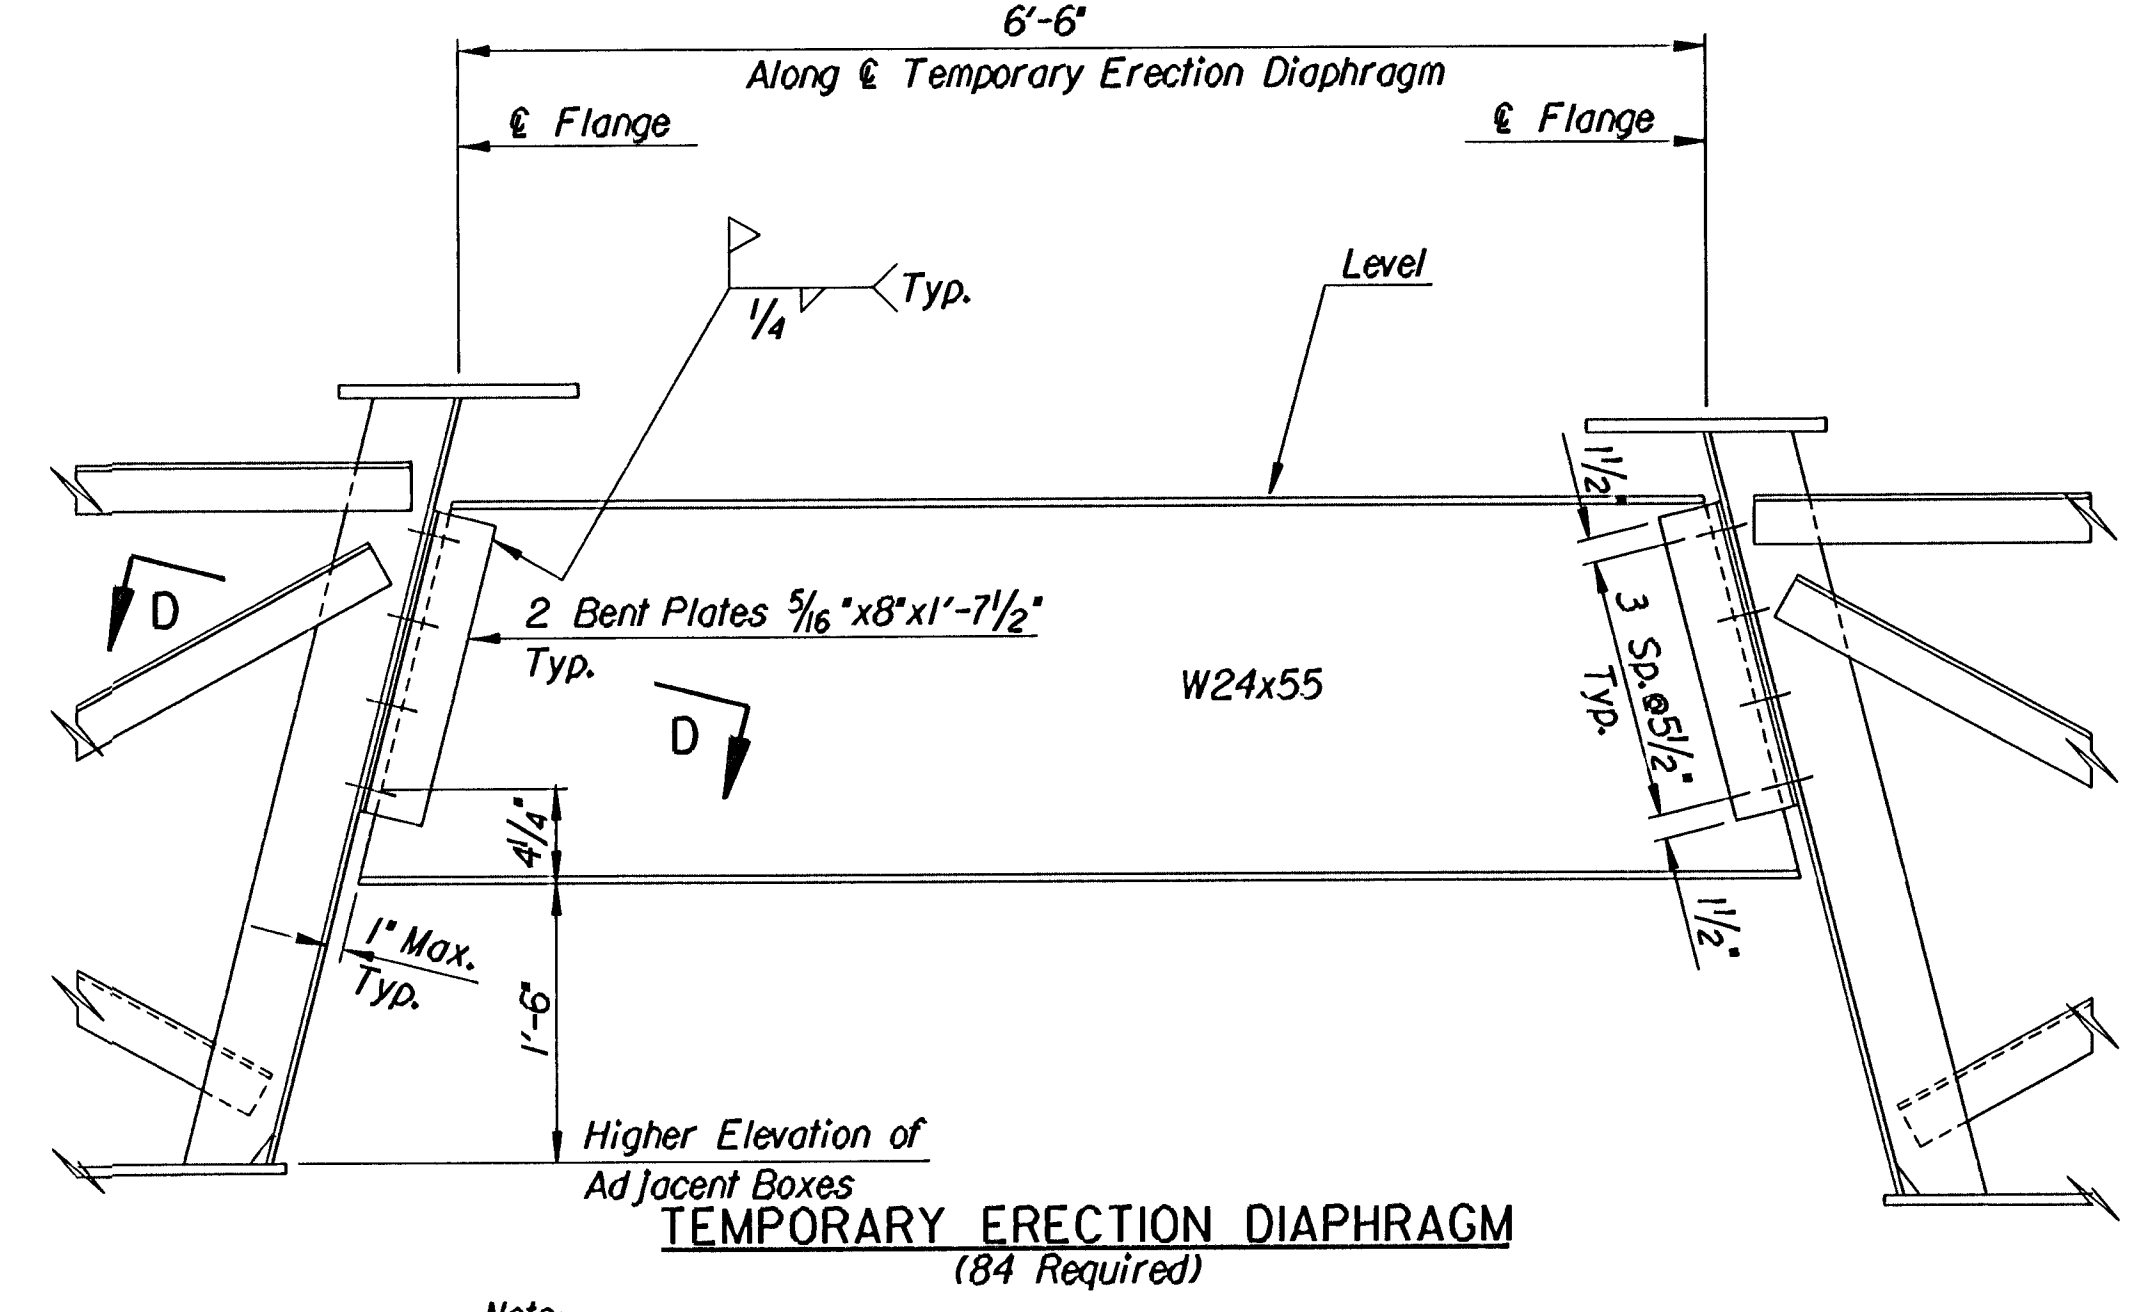 6'-6"
Along ℄ Temporary Erection Diaphragm
℄ Flange
℄ Flange
Level
Typ.
1/4
1 1/2"
2 Bent Plates 5/16"x8"x1'-7 1/2"
Typ.
D
D
W24x55
3 Sp.@5 1/2"
Typ.
4 1/4"
1 1/2"
1" Max.
Typ.
1'-6"
Higher Elevation of
Adjacent Boxes
TEMPORARY ERECTION DIAPHRAGM
(84 Required)